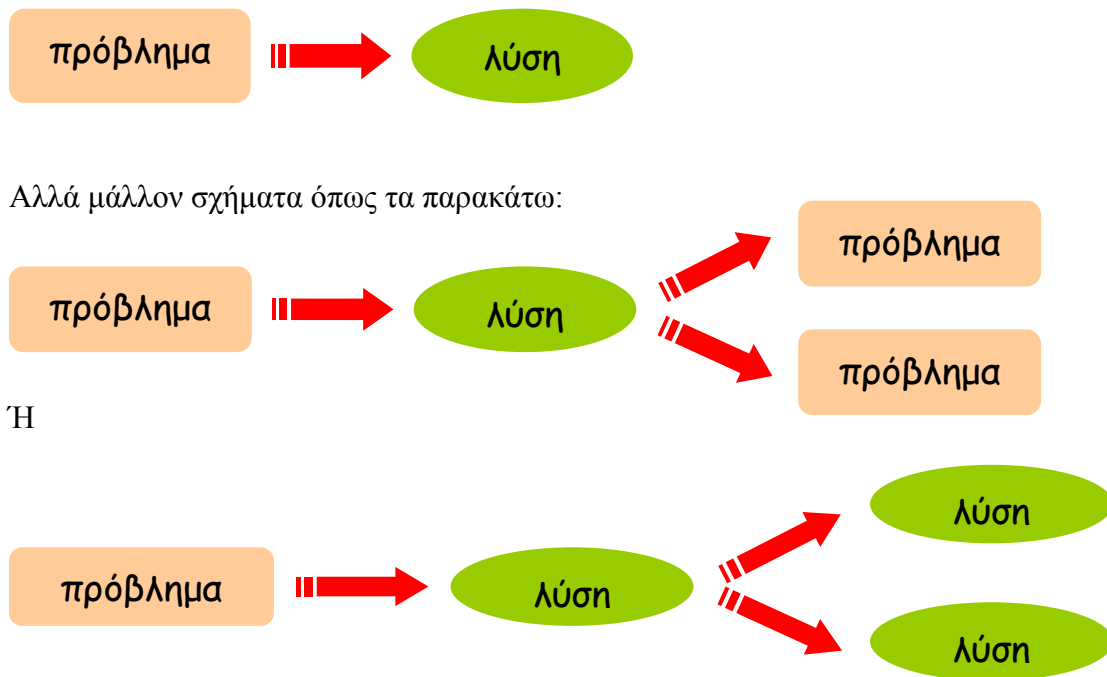 πρόβλημα λύση
Αλλά μάλλον σχήματα όπως τα παρακάτω:
πρόβλημα
πρόβλημα λύση
πρόβλημα
Ή
λύση
πρόβλημα λύση
λύση